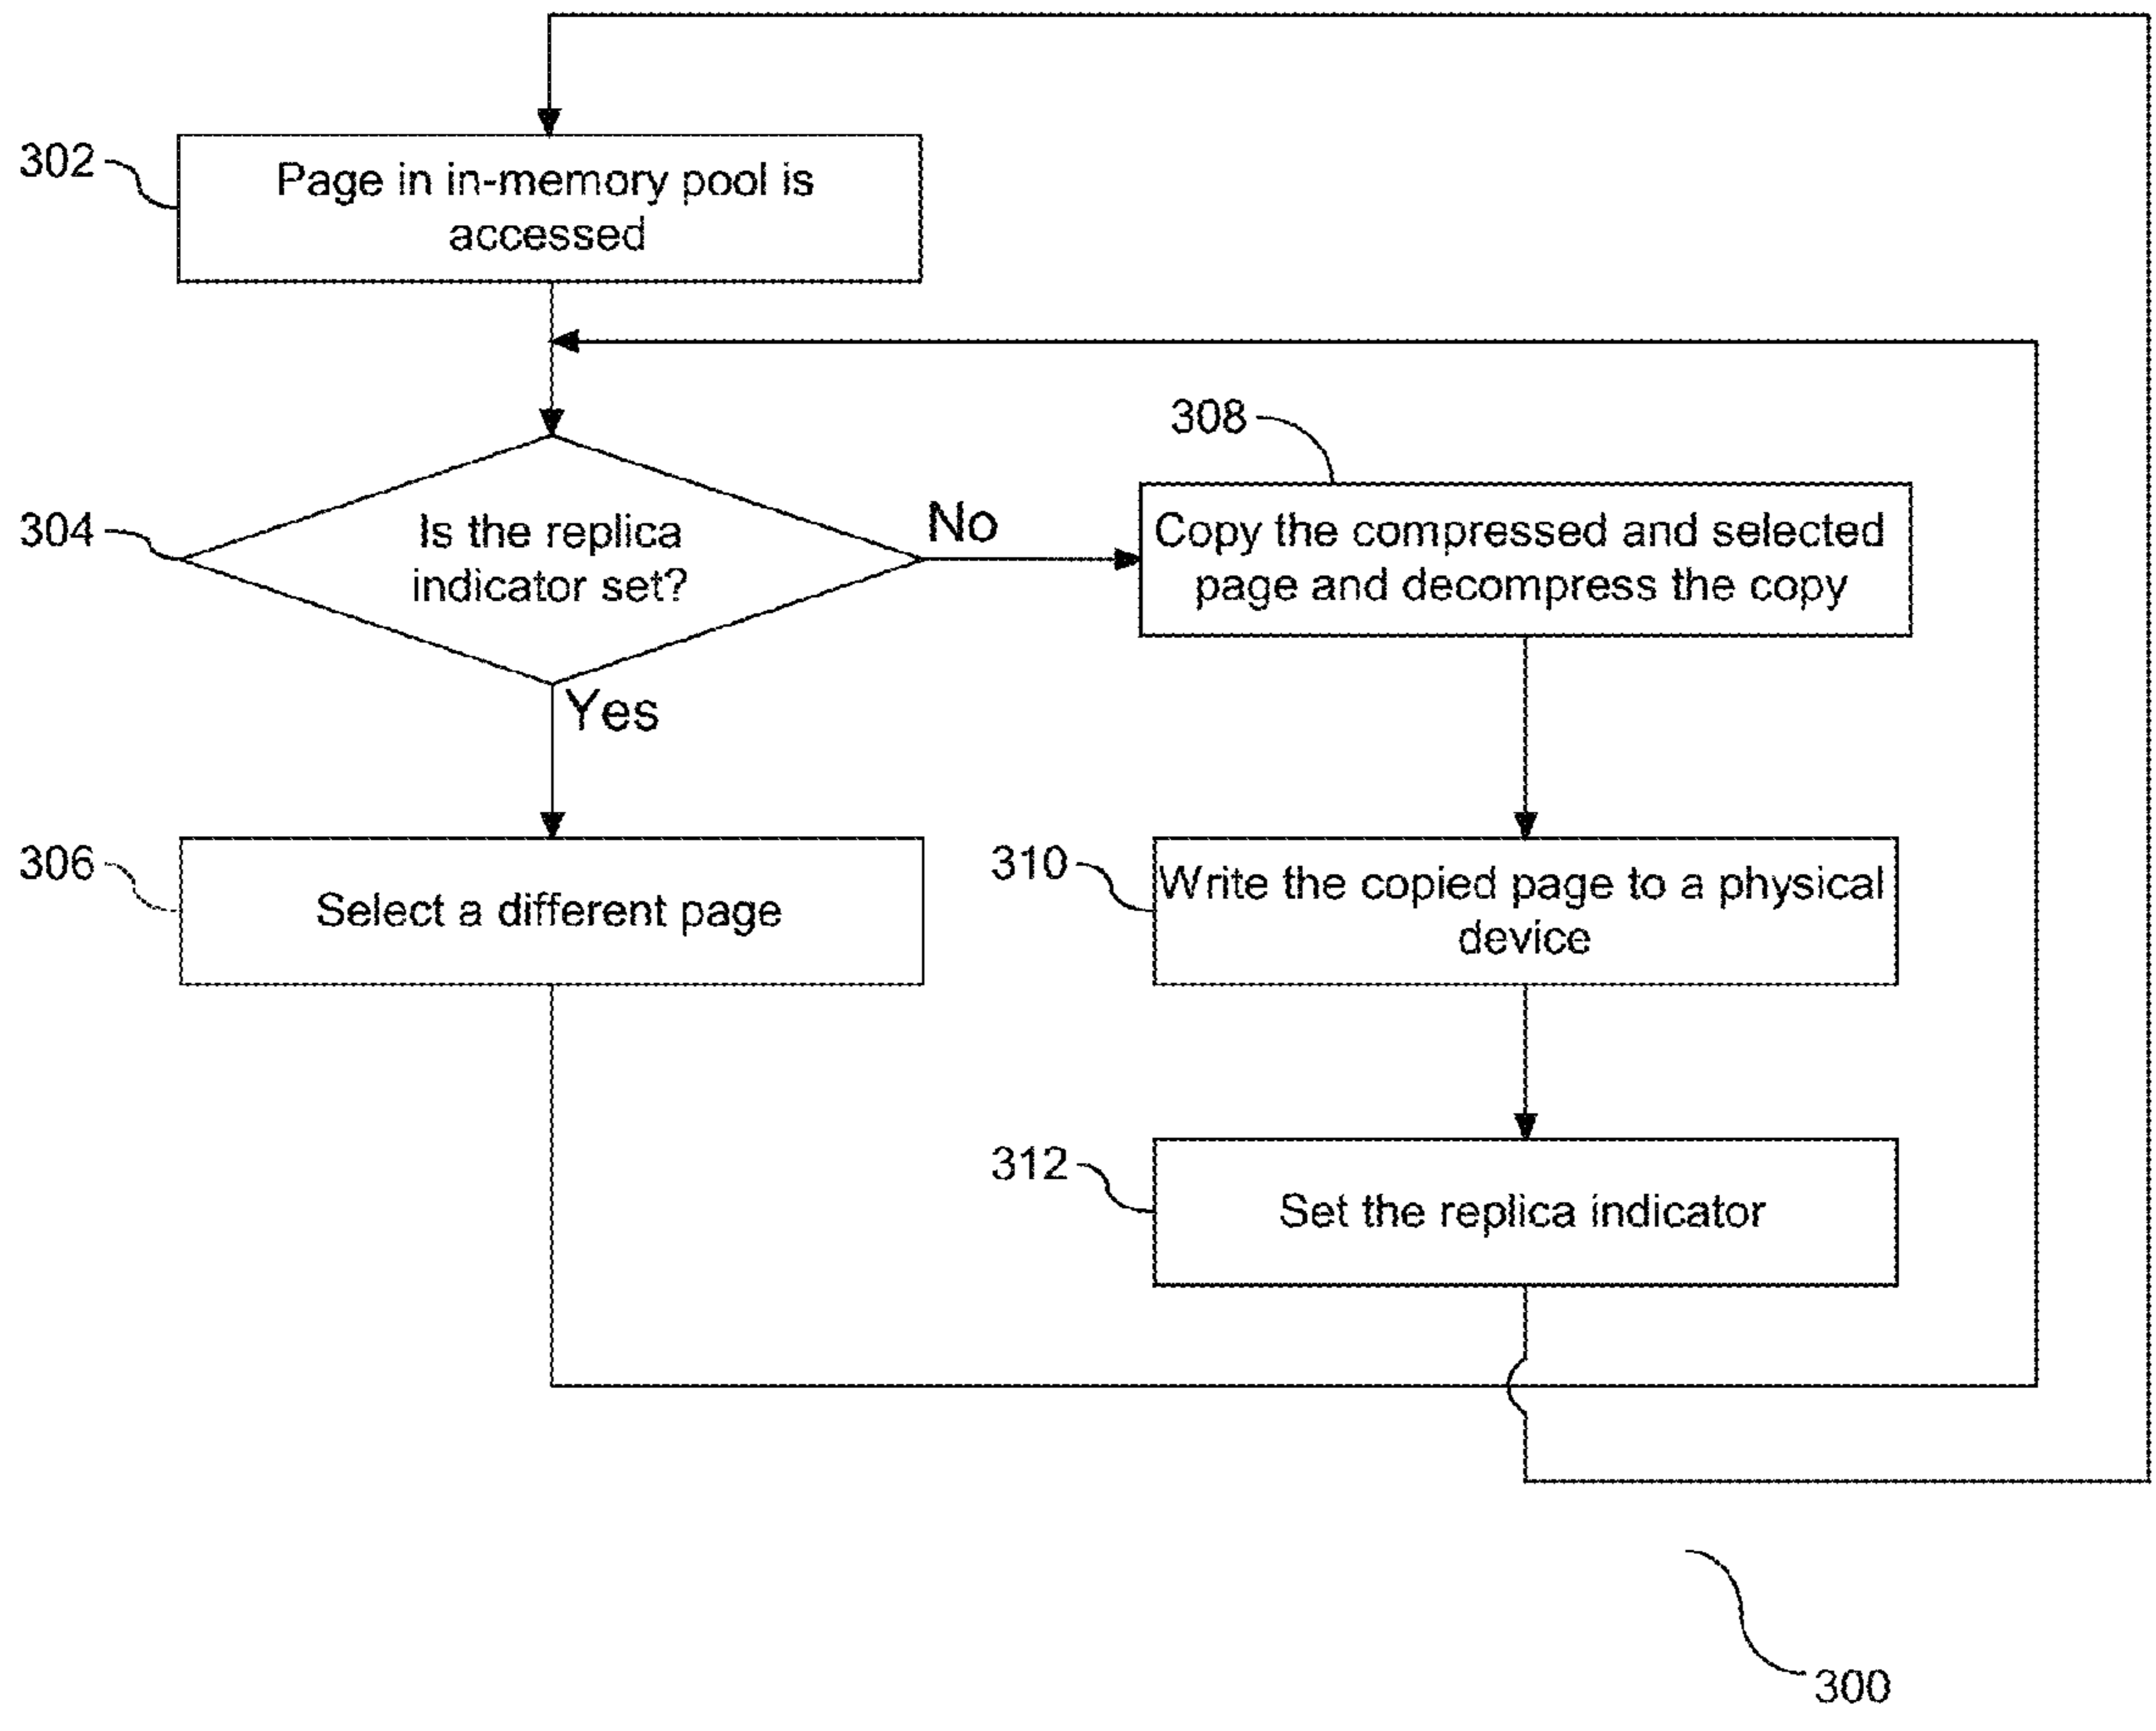 302
Page in in-memory pool is
accessed
304
Is the replica
indicator set?
No
Yes
308
Copy the compressed and selected
page and decompress the copy
306
Select a different page
310
Write the copied page to a physical
device
312
Set the replica indicator
300